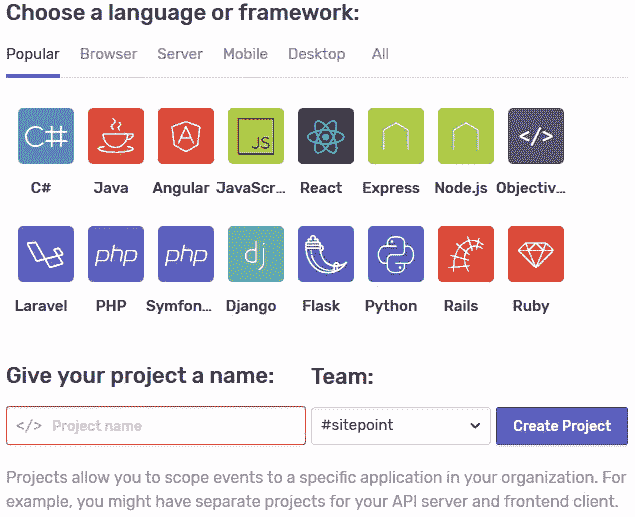 Choose a language or framework:
Popular Browser Server Mobile Desktop All
C# JS </>
C# Java Angular JavaScr... React Express Node.js Objectiv...
php php dj
Laravel PHP Symfon... Django Flask Python Rails Ruby
Give your project a name: Team:
</> Project name #sitepoint Create Project
Projects allow you to scope events to a specific application in your organization. For
example, you might have separate projects for your API server and frontend client.